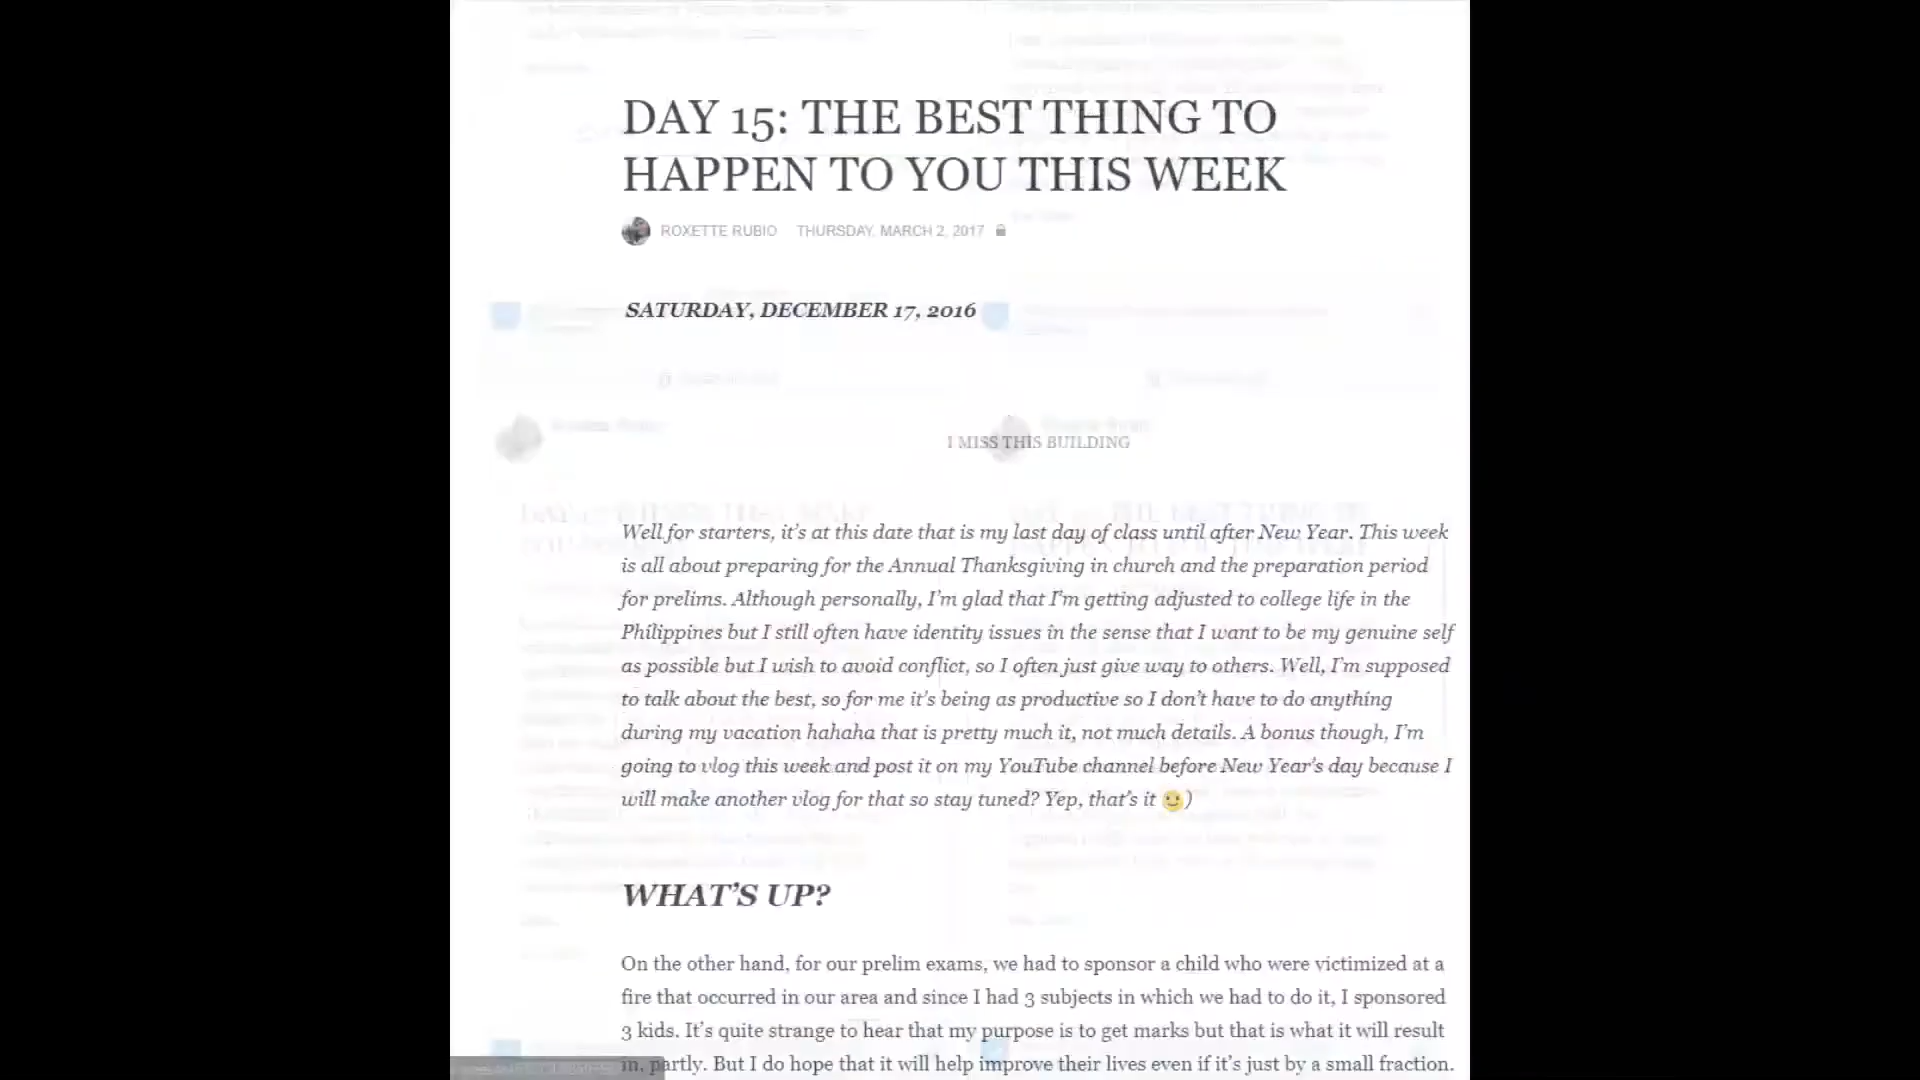 DAY 15: THE BEST THING TO
HAPPEN TO YOU THIS WEEK
ROXETTE RUBIO THURSDAY, MARCH 2, 2017
SATURDAY, DECEMBER 17, 2016
I MISS THIS BUILDING
Well for starters, it's at this date that is my last day of class until after New Year. This week
is all about preparing for the Annual Thanksgiving in church and the preparation period
for prelims. Although personally, I'm glad that I'm getting adjusted to college life in the
Philippines but I still often have identity issues in the sense that I want to be my genuine self
as possible but I wish to avoid conflict, so I often just give way to others. Well, I'm supposed
to talk about the best, so for me it's being as productive so I don't have to do anything
during my vacation hahaha that is pretty much it, not much details. A bonus though, I'm
going to vlog this week and post it on my YouTube channel before New Year's day because I
will make another vlog for that so stay tuned? Yep, that's it 🙂)
WHAT'S UP?
On the other hand, for our prelim exams, we had to sponsor a child who were victimized at a
fire that occurred in our area and since I had 3 subjects in which we had to do it, I sponsored
3 kids. It's quite strange to hear that my purpose is to get marks but that is what it will result
in, partly. But I do hope that it will help improve their lives even if it's just by a small fraction.